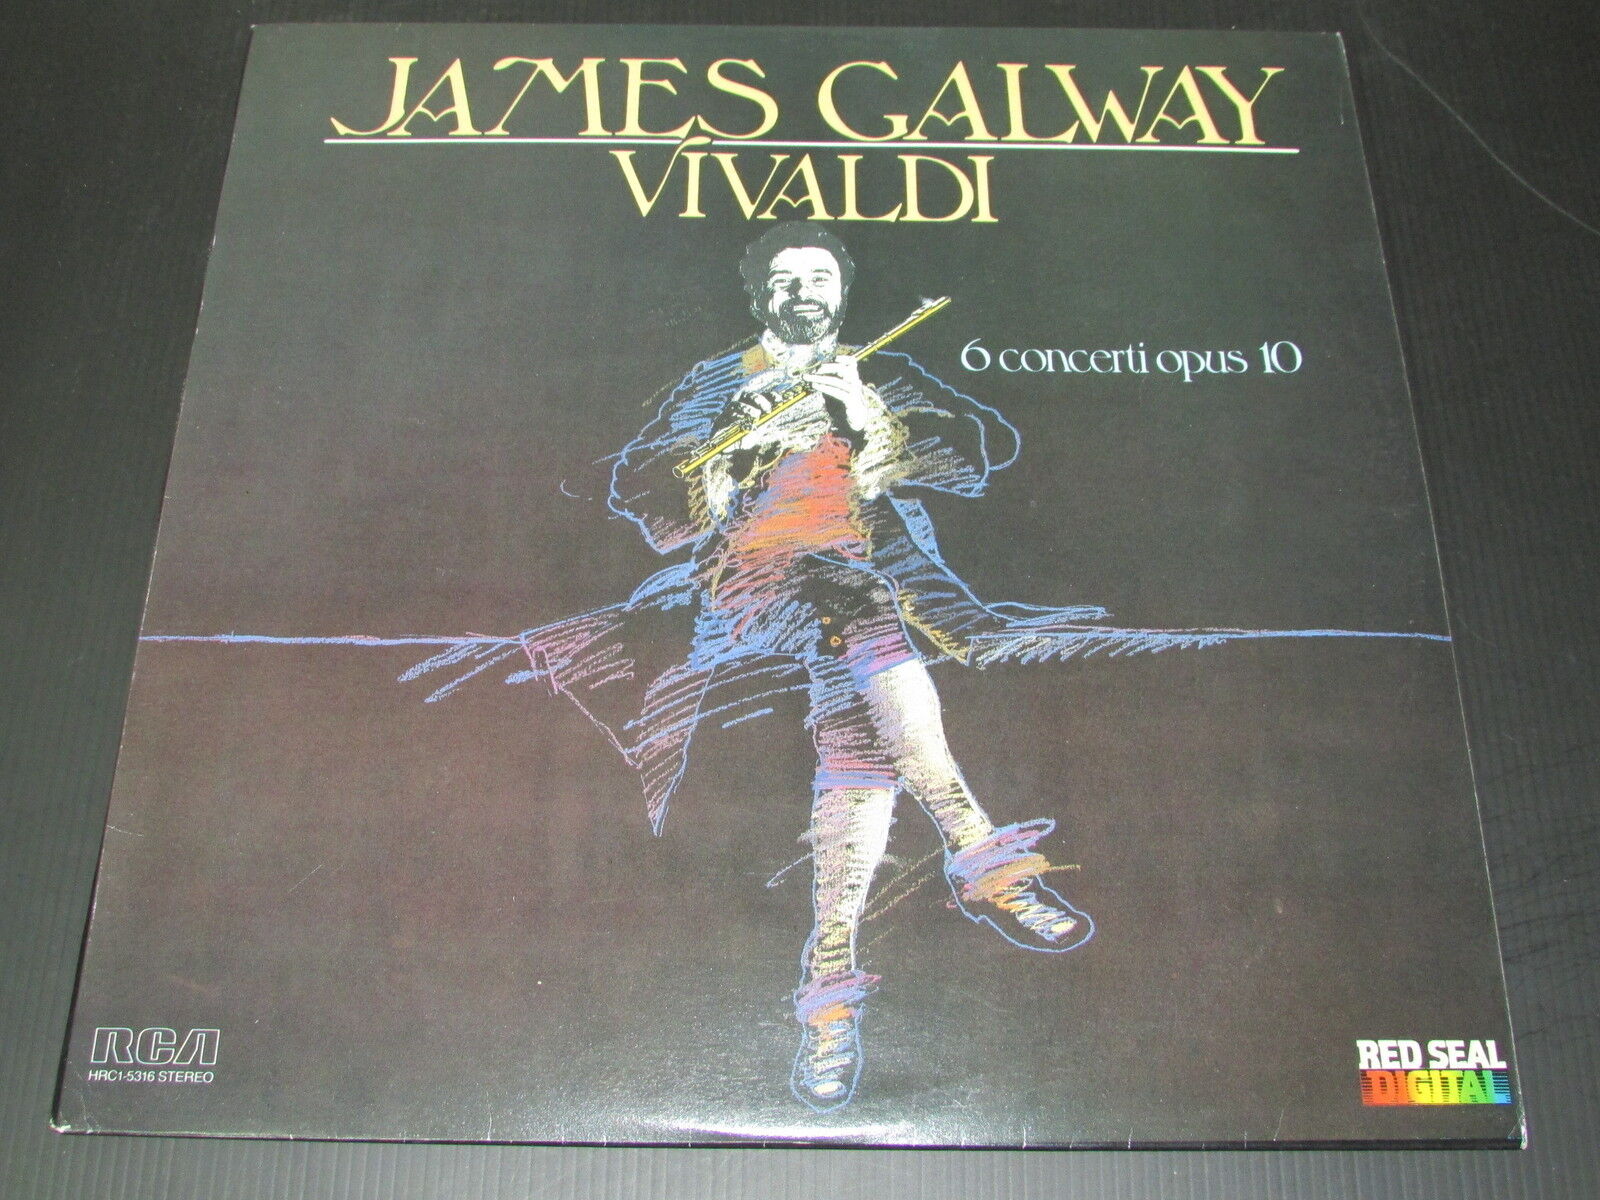 JAMES GALWAY
VIVALDI
6 concerti opus 10
RCA
HRC1-5316 STEREO
RED SEAL
DIGITAL